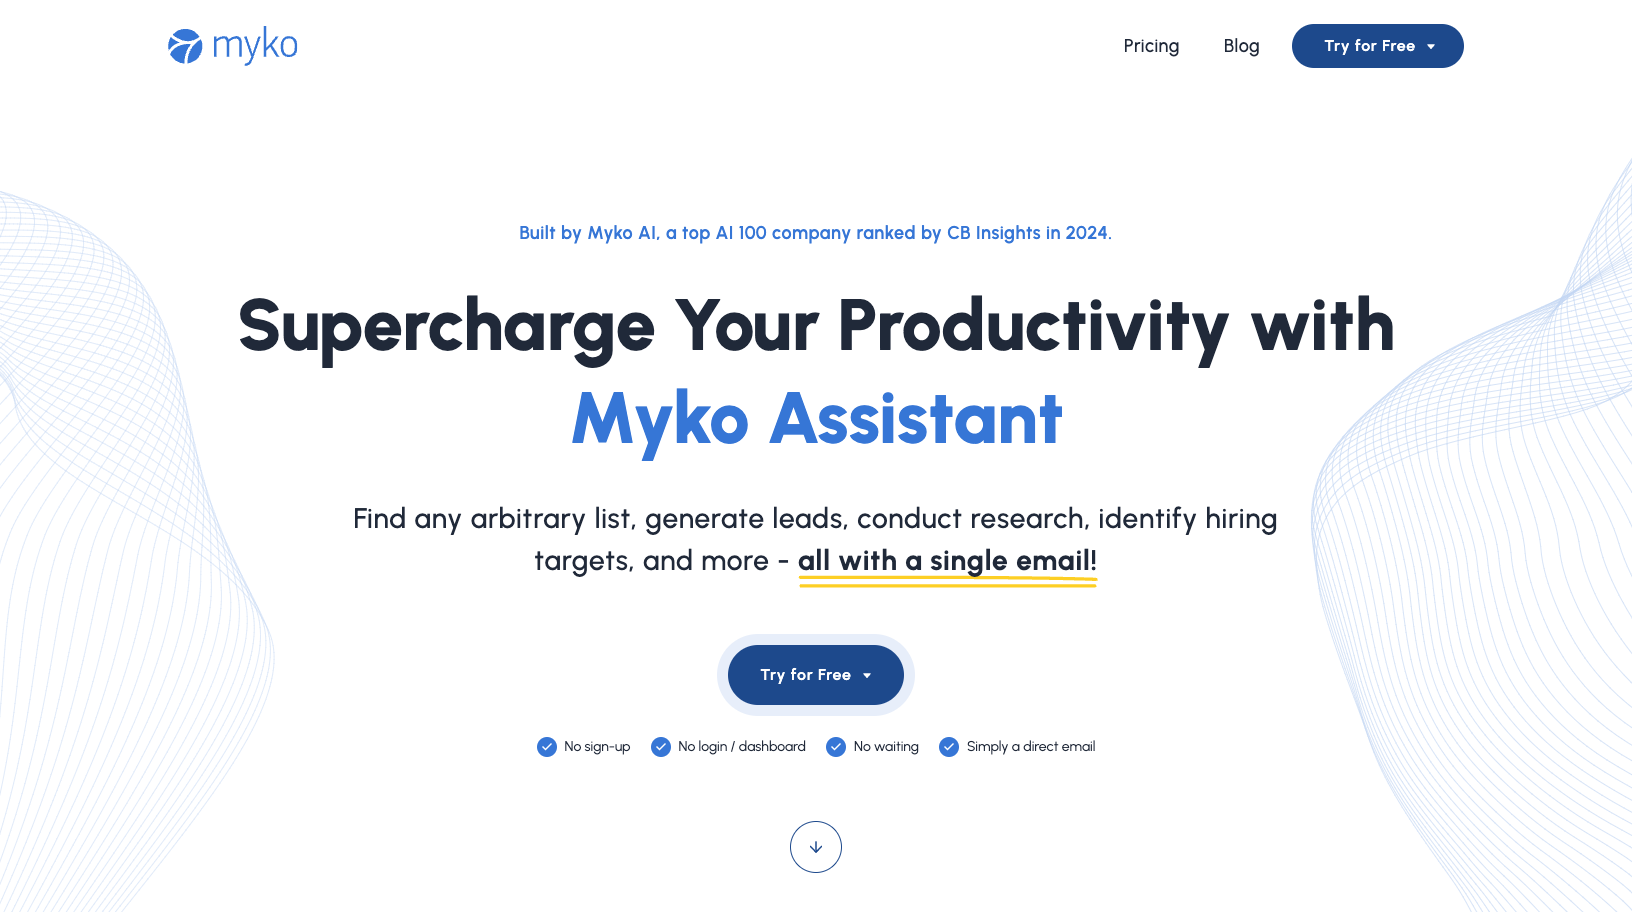 myko
Pricing
Blog
Try for Free
Built by Myko AI, a top AI 100 company ranked by CB Insights in 2024.
Supercharge Your Productivity with
Myko Assistant
Find any arbitrary list, generate leads, conduct research, identify hiring
targets, and more - all with a single email!
Try for Free
No sign-up
No login / dashboard
No waiting
Simply a direct email